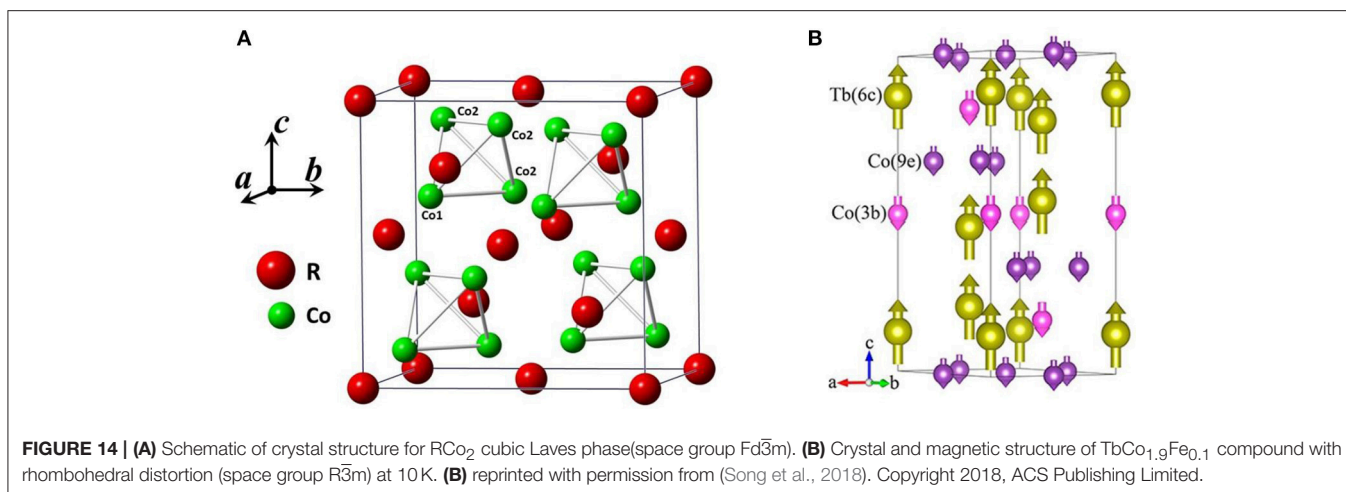 A
B
Co2
Co2
Co2
Co1
c
a
b
R
Co
Tb(6c)
Co(9e)
Co(3b)
c
a
b
FIGURE 14 | (A) Schematic of crystal structure for RCo₂ cubic Laves phase(space group Fd3̅m). (B) Crystal and magnetic structure of TbCo₁.₉Fe₀.₁ compound with
rhombohedral distortion (space group R3̅m) at 10 K. (B) reprinted with permission from (Song et al., 2018). Copyright 2018, ACS Publishing Limited.